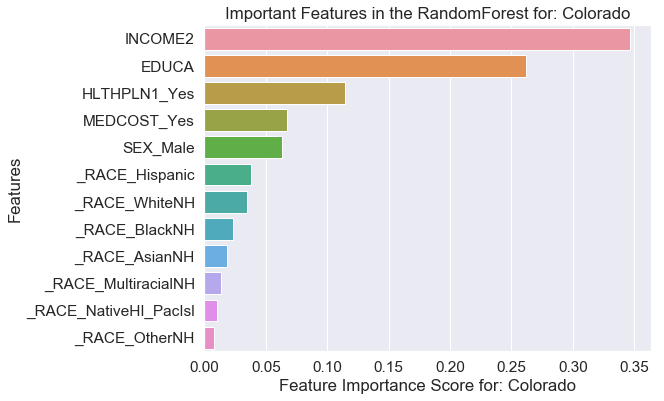 Important Features in the RandomForest for: Colorado
INCOME2
EDUCA
HLTHPLN1_Yes
MEDCOST_Yes
SEX_Male
_RACE_Hispanic
_RACE_WhiteNH
_RACE_BlackNH
_RACE_AsianNH
_RACE_MultiracialNH
_RACE_NativeHI_PacIsl
_RACE_OtherNH
Features
0.00 0.05 0.10 0.15 0.20 0.25 0.30 0.35
Feature Importance Score for: Colorado